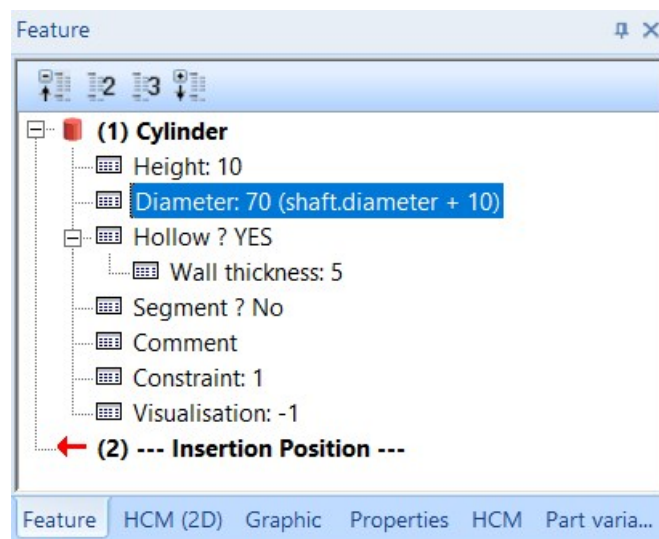 Feature
2 3
(1) Cylinder
Height: 10
Diameter: 70 (shaft.diameter + 10)
Hollow ? YES
Wall thickness: 5
Segment ? No
Comment
Constraint: 1
Visualisation: -1
(2) --- Insertion Position ---
Feature HCM (2D) Graphic Properties HCM Part varia...